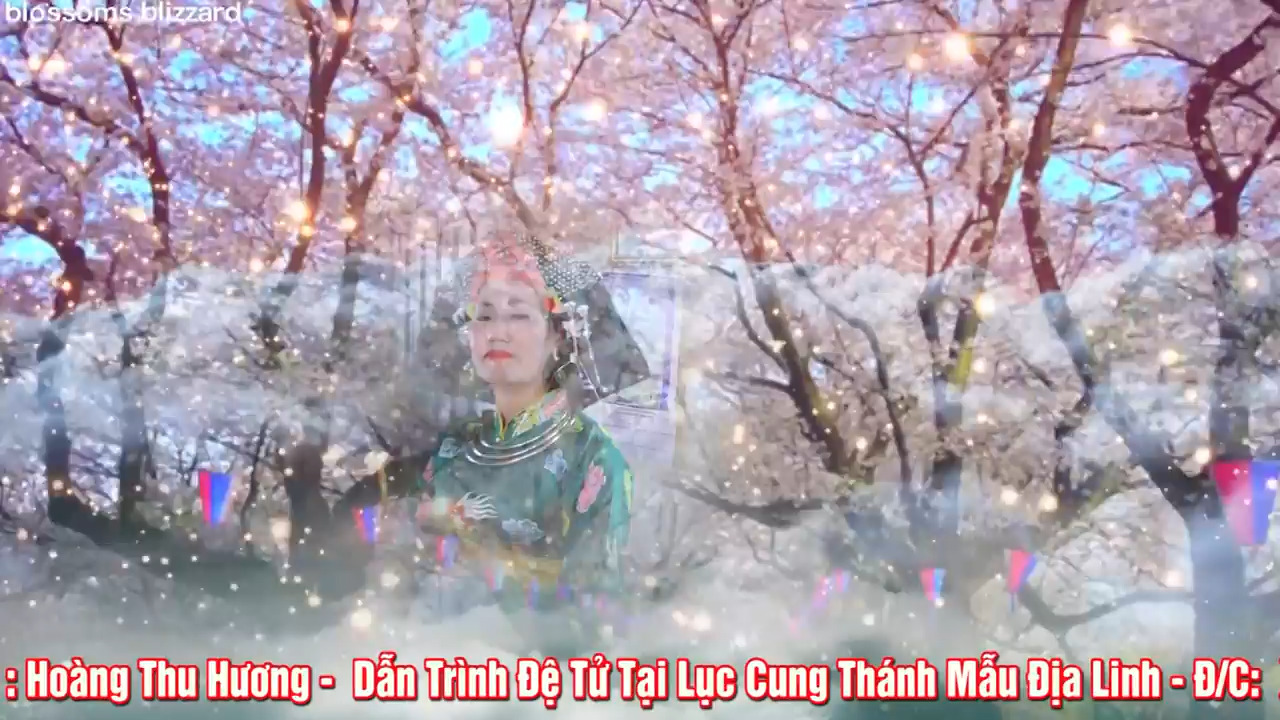 blossoms blizzard
: Hoàng Thu Hương - Dẫn Trình Đệ Tử Tại Lục Cung Thánh Mẫu Địa Linh - Đ/C: